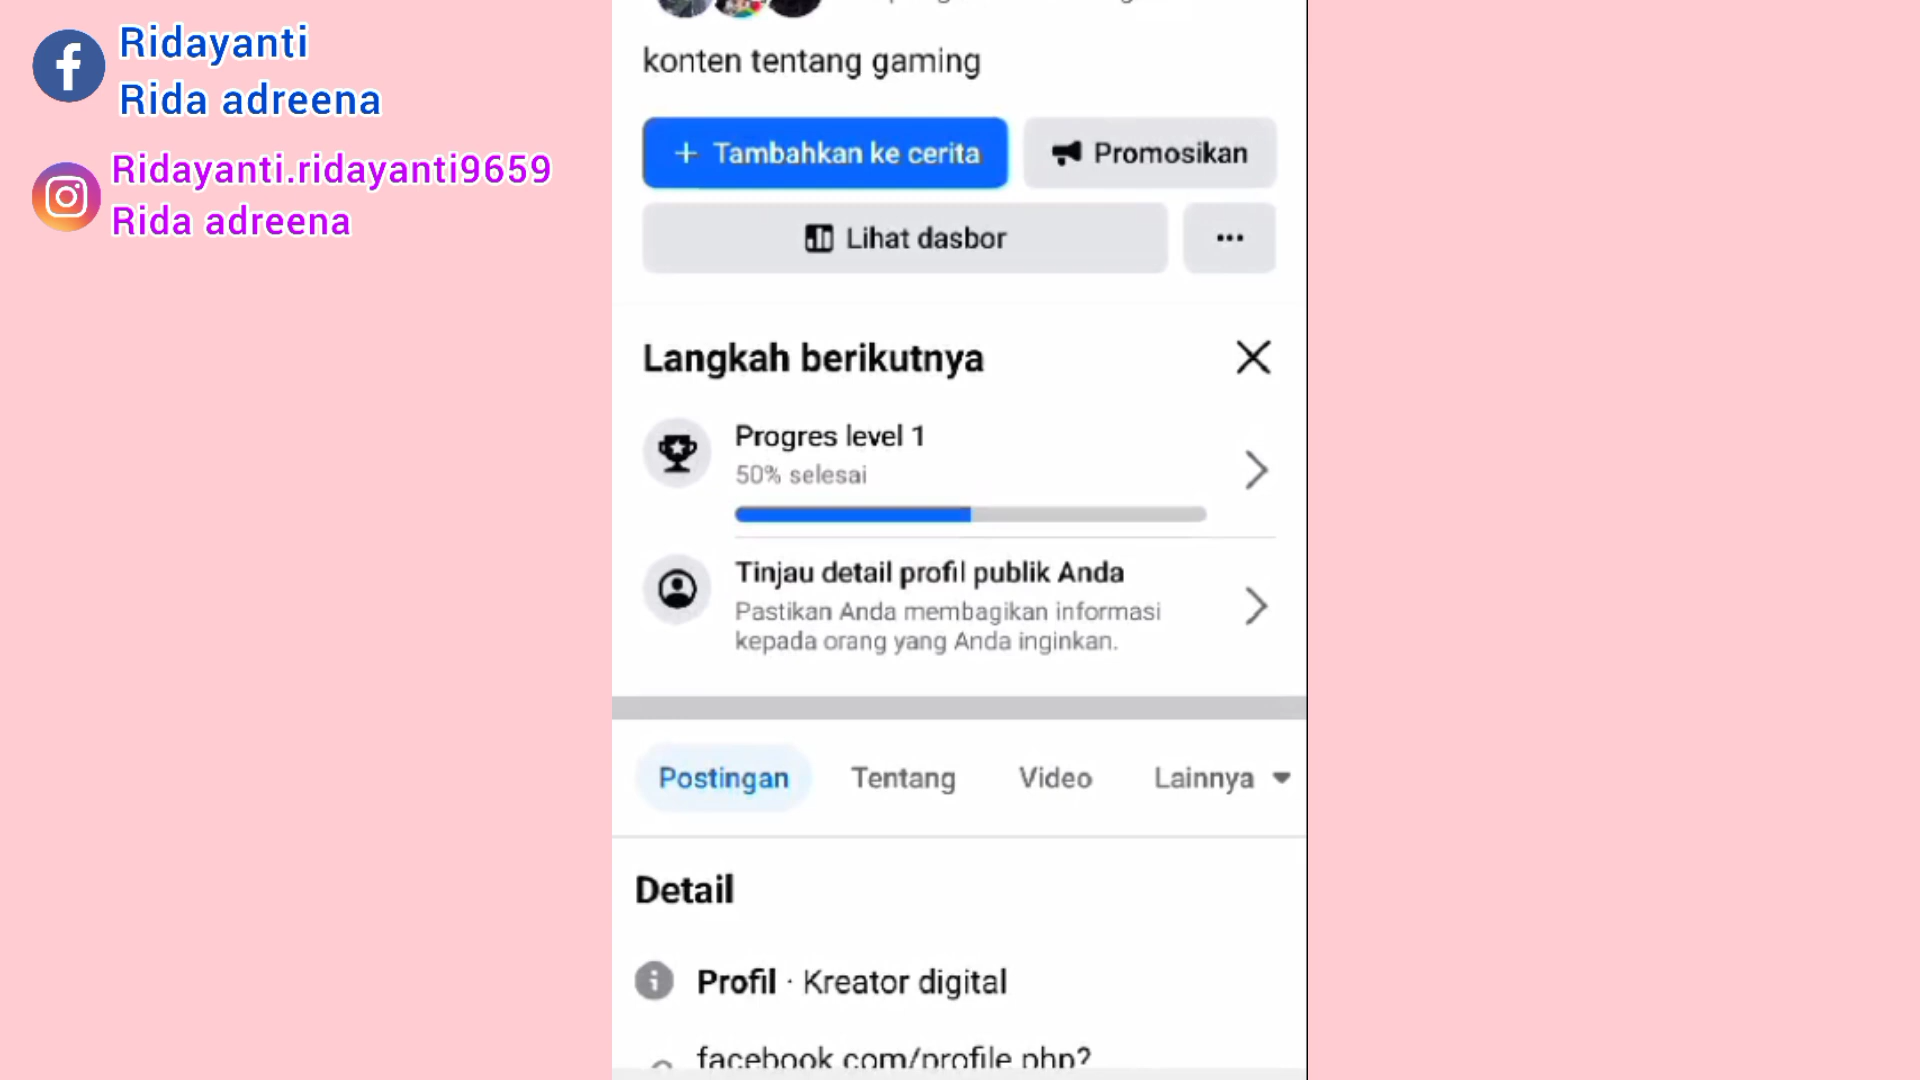 Ridayanti
Rida adreena
Ridayanti.ridayanti9659
Rida adreena
konten tentang gaming
+ Tambahkan ke cerita
Promosikan
Lihat dasbor
Langkah berikutnya
Progres level 1
50% selesai
Tinjau detail profil publik Anda
Pastikan Anda membagikan informasi
kepada orang yang Anda inginkan.
Postingan Tentang Video Lainnya
Detail
Profil · Kreator digital
facebook.com/profile.php?